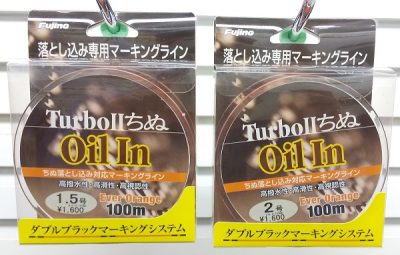 Fujino
落とし込み専用マーキングライン
TurboIIちぬ
Oil In
ちぬ落とし込み対応マーキングライン
高撥水性・高滑性・高視認性
1.5号
¥1,600
Ever Orange
100m
ダブルブラックマーキングシステム
Fujino
落とし込み専用マーキングライン
TurboIIちぬ
Oil In
ちぬ落とし込み対応マーキングライン
高撥水性・高滑性・高視認性
2号
¥1,600
Ever Orange
100m
ダブルブラックマーキングシステム